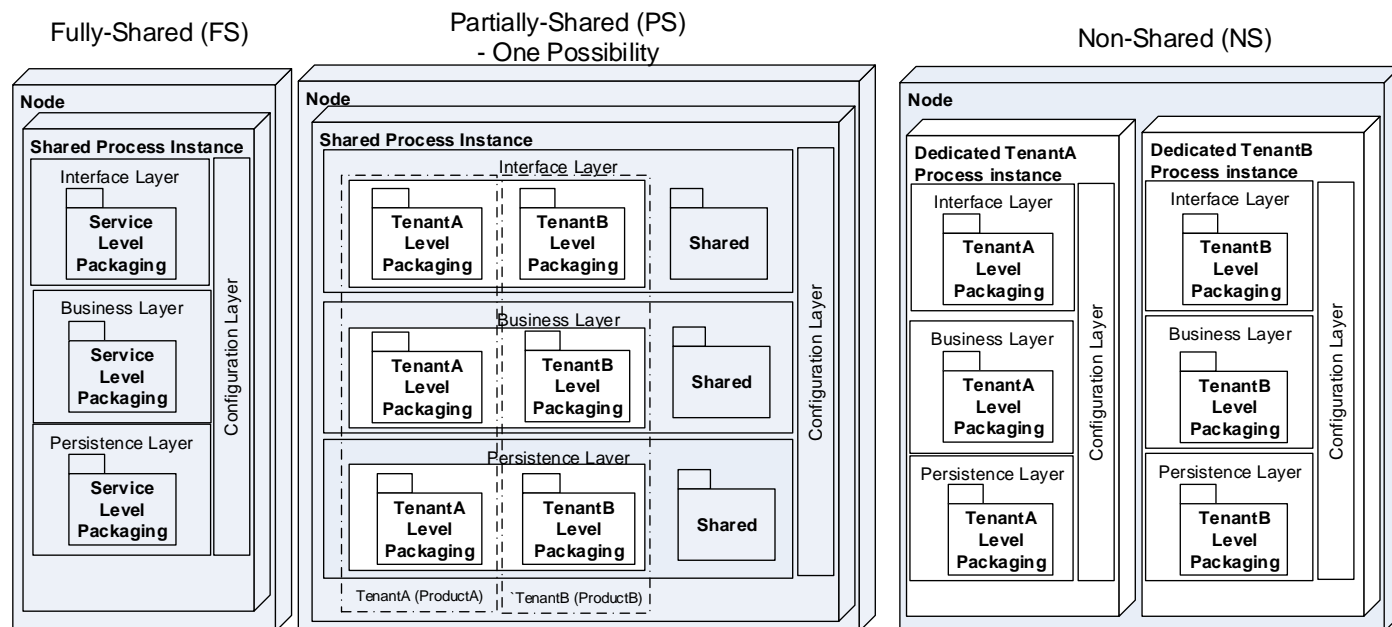 Fully-Shared (FS)
Node
Shared Process Instance
Interface Layer
Service
Level
Packaging
Business Layer
Service
Level
Packaging
Persistence Layer
Service
Level
Packaging
Configuration Layer
Partially-Shared (PS)
- One Possibility
Node
Shared Process Instance
Interface Layer
TenantA
Level
Packaging
TenantB
Level
Packaging
Shared
Business Layer
TenantA
Level
Packaging
TenantB
Level
Packaging
Shared
Persistence Layer
TenantA
Level
Packaging
TenantB
Level
Packaging
Shared
Configuration Layer
TenantA (ProductA)
`TenantB (ProductB)
Non-Shared (NS)
Node
Dedicated TenantA
Process instance
Interface Layer
TenantA
Level
Packaging
Business Layer
TenantA
Level
Packaging
Persistence Layer
TenantA
Level
Packaging
Configuration Layer
Dedicated TenantB
Process instance
Interface Layer
TenantB
Level
Packaging
Business Layer
TenantB
Level
Packaging
Persistence Layer
TenantB
Level
Packaging
Configuration Layer